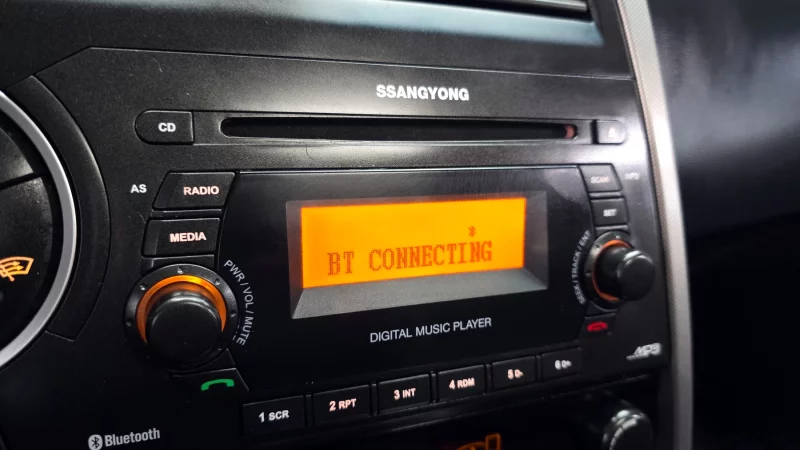 SSANGYONG
CD
AS
RADIO
SCAN
INFO
MEDIA
SET
BT CONNECTING
PWR / VOL / MUTE
SEEK / TRACK / ENT
DIGITAL MUSIC PLAYER
MP3
1 SCR
2 RPT
3 INT
4 RDM
5
6
Bluetooth